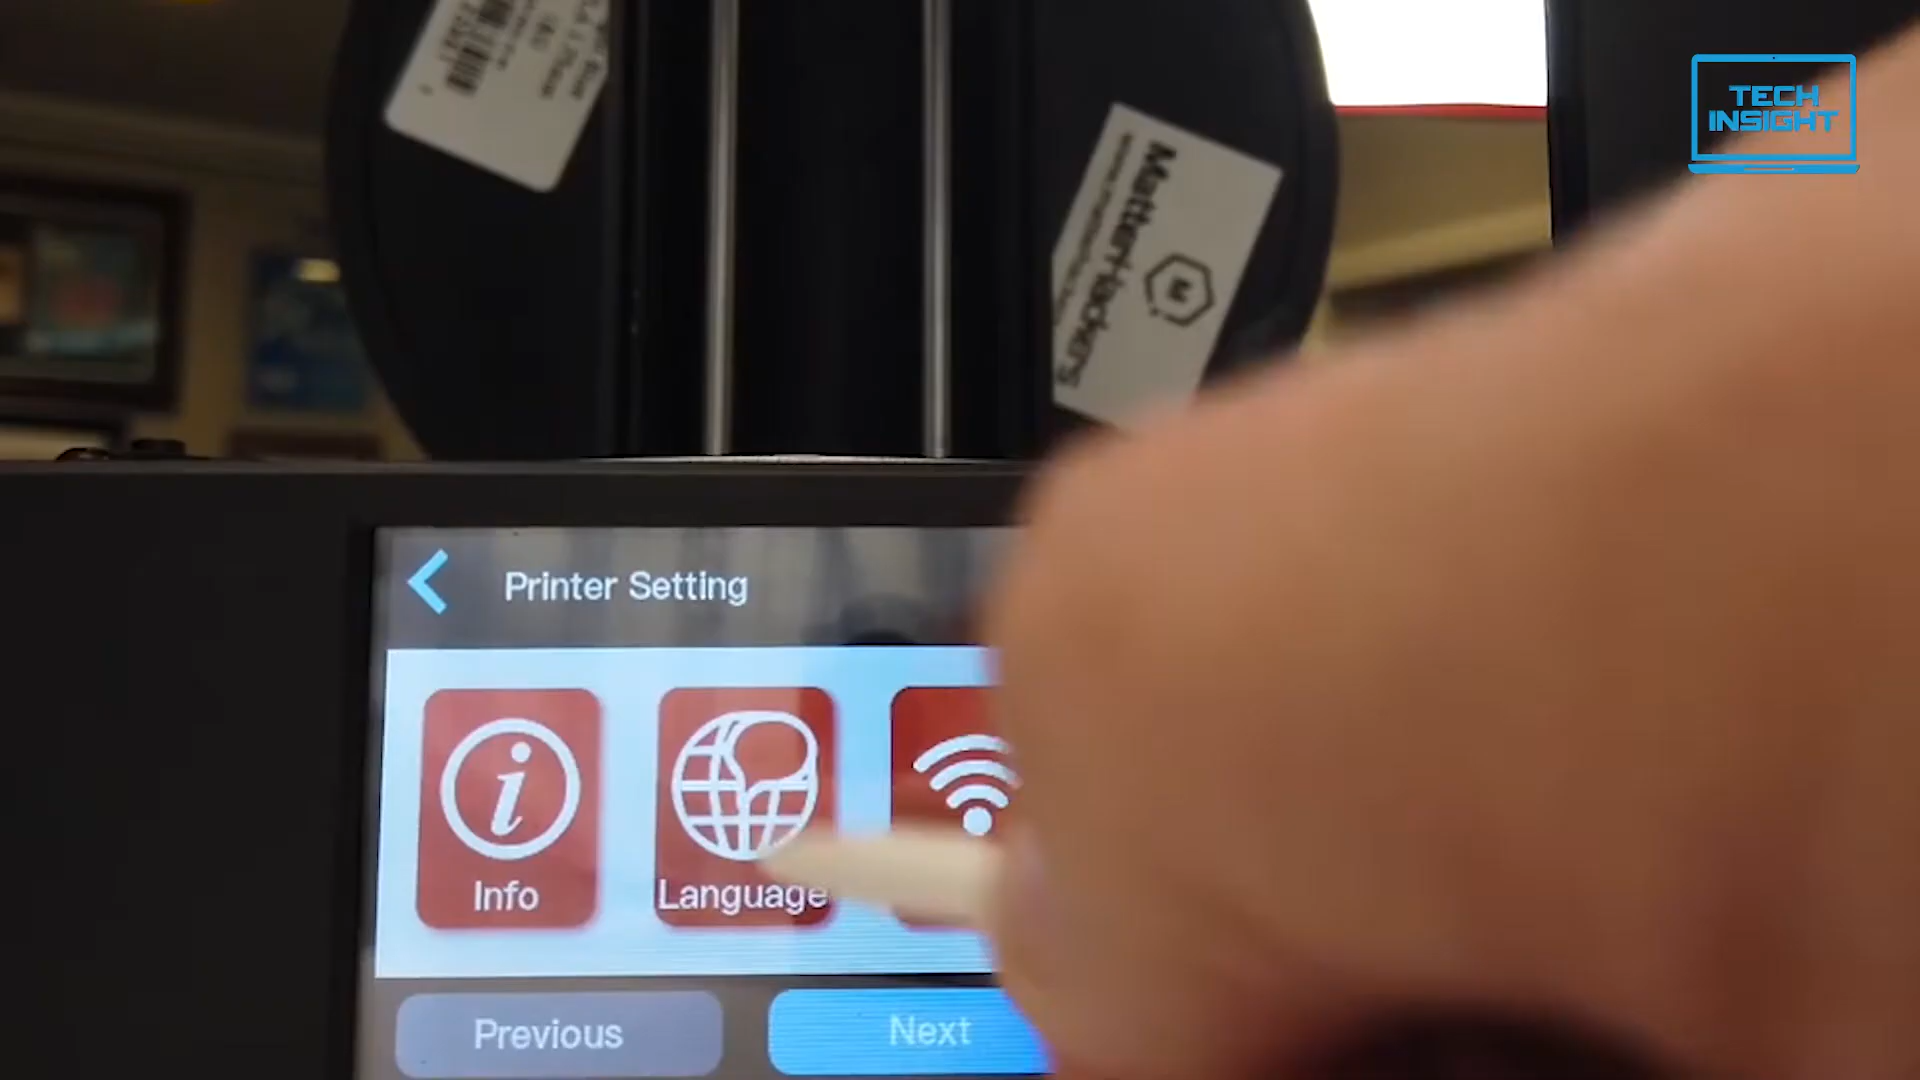 TECH
INSIGHT
MatterHackers
M
Printer Setting
Info
Language
Previous
Next